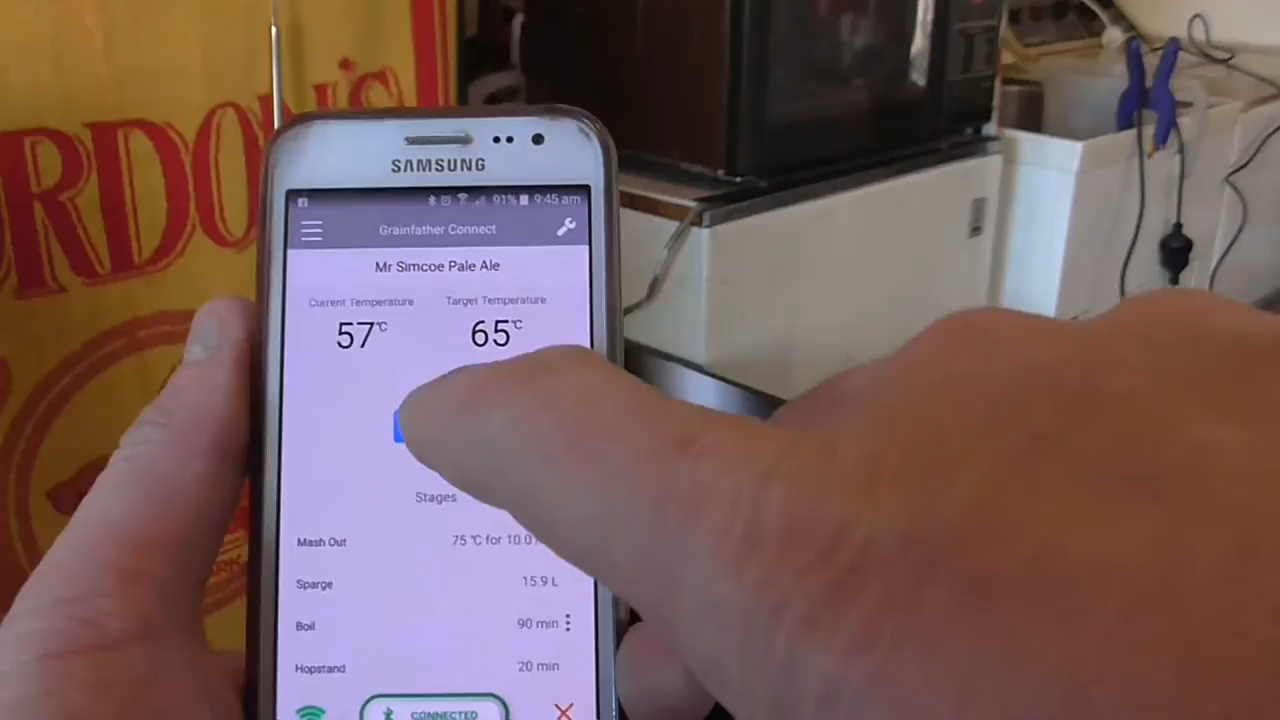 RDON'S
SAMSUNG
91% 9:45 am
Grainfather Connect
Mr Simcoe Pale Ale
Current Temperature Target Temperature
57°C 65°C
Stages
Mash Out 75 °C for 10.0
Sparge 15.9 L
Boil 90 min
Hopstand 20 min
CONNECTED